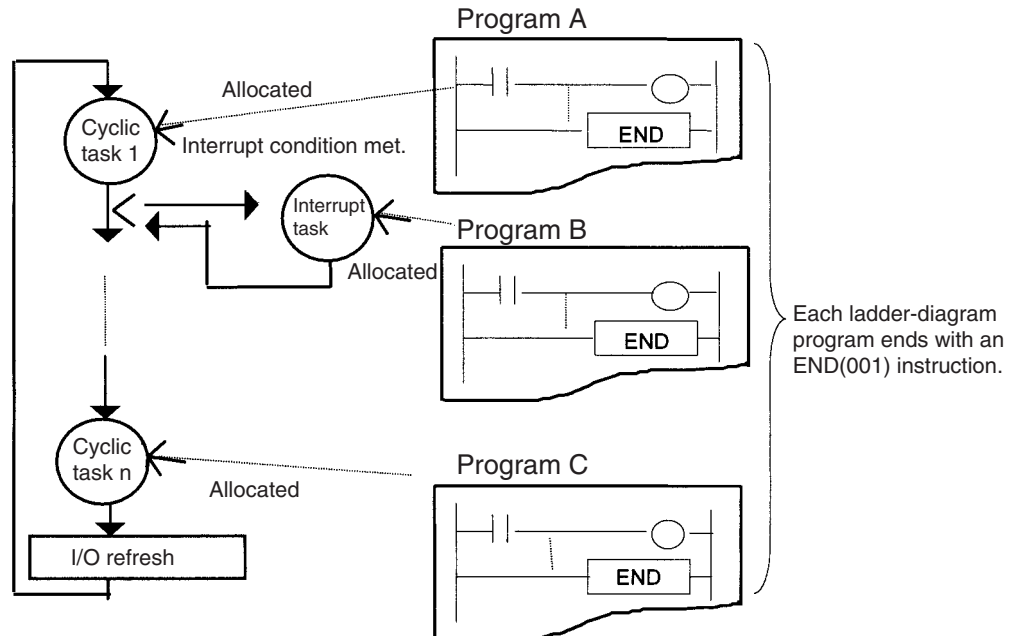 Program A
Allocated
END
Cyclic
task 1
Interrupt condition met.
Interrupt
task
Program B
Allocated
END
Each ladder-diagram
program ends with an
END(001) instruction.
Cyclic
task n
Program C
Allocated
I/O refresh
END